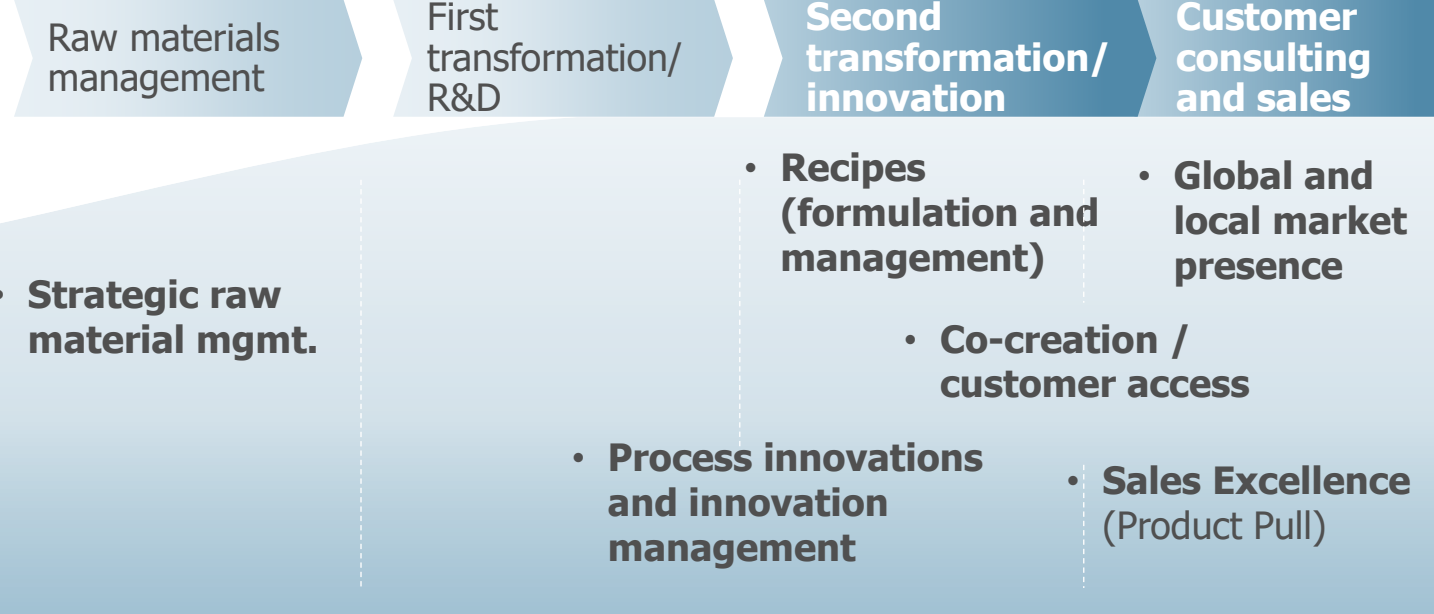 Raw materials
management
First
transformation/
R&D
Second
transformation/
innovation
Customer
consulting
and sales
• Recipes
(formulation and
management)
• Global and
local market
presence
• Strategic raw
material mgmt.
• Co-creation /
customer access
• Process innovations
and innovation
management
• Sales Excellence
(Product Pull)